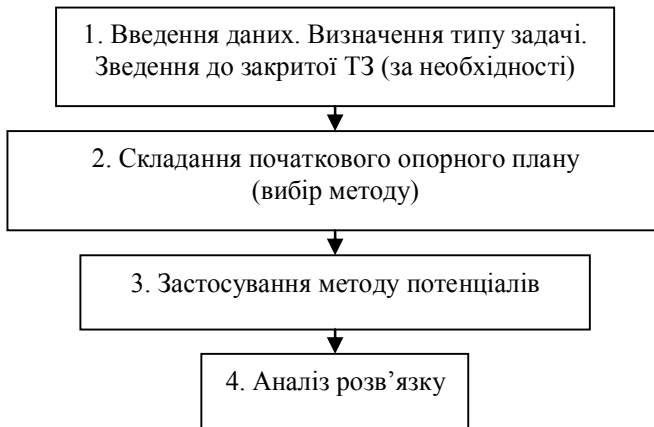 1. Введення даних. Визначення типу задачі.
Зведення до закритої ТЗ (за необхідності)
2. Складання початкового опорного плану
(вибір методу)
3. Застосування методу потенціалів
4. Аналіз розв’язку